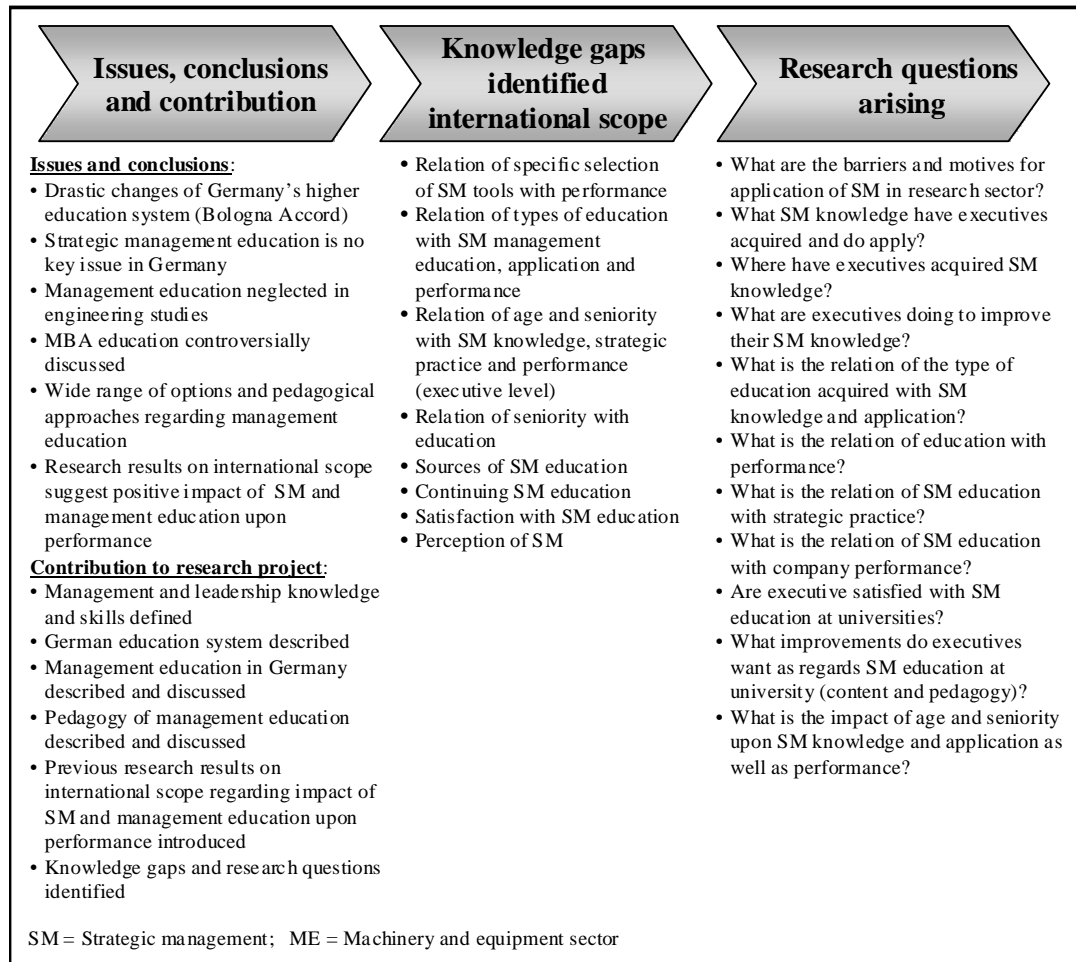 Issues, conclusions
and contribution
Knowledge gaps
identified
international scope
Research questions
arising
Issues and conclusions:
• Drastic changes of Germany's higher
education system (Bologna Accord)
• Strategic management education is no
key issue in Germany
• Management education neglected in
engineering studies
• MBA education controversially
discussed
• Wide range of options and pedagogical
approaches regarding management
education
• Research results on international scope
suggest positive impact of SM and
management education upon
performance
Contribution to research project:
• Management and leadership knowledge
and skills defined
• German education system described
• Management education in Germany
described and discussed
• Pedagogy of management education
described and discussed
• Previous research results on
international scope regarding impact of
SM and management education upon
performance introduced
• Knowledge gaps and research questions
identified
• Relation of specific selection
of SM tools with performance
• Relation of types of education
with SM management
education, application and
performance
• Relation of age and seniority
with SM knowledge, strategic
practice and performance
(executive level)
• Relation of seniority with
education
• Sources of SM education
• Continuing SM education
• Satisfaction with SM education
• Perception of SM
• What are the barriers and motives for
application of SM in research sector?
• What SM knowledge have executives
acquired and do apply?
• Where have executives acquired SM
knowledge?
• What are executives doing to improve
their SM knowledge?
• What is the relation of the type of
education acquired with SM
knowledge and application?
• What is the relation of education with
performance?
• What is the relation of SM education
with strategic practice?
• What is the relation of SM education
with company performance?
• Are executive satisfied with SM
education at universities?
• What improvements do executives
want as regards SM education at
university (content and pedagogy)?
• What is the impact of age and seniority
upon SM knowledge and application as
well as performance?
SM = Strategic management; ME = Machinery and equipment sector